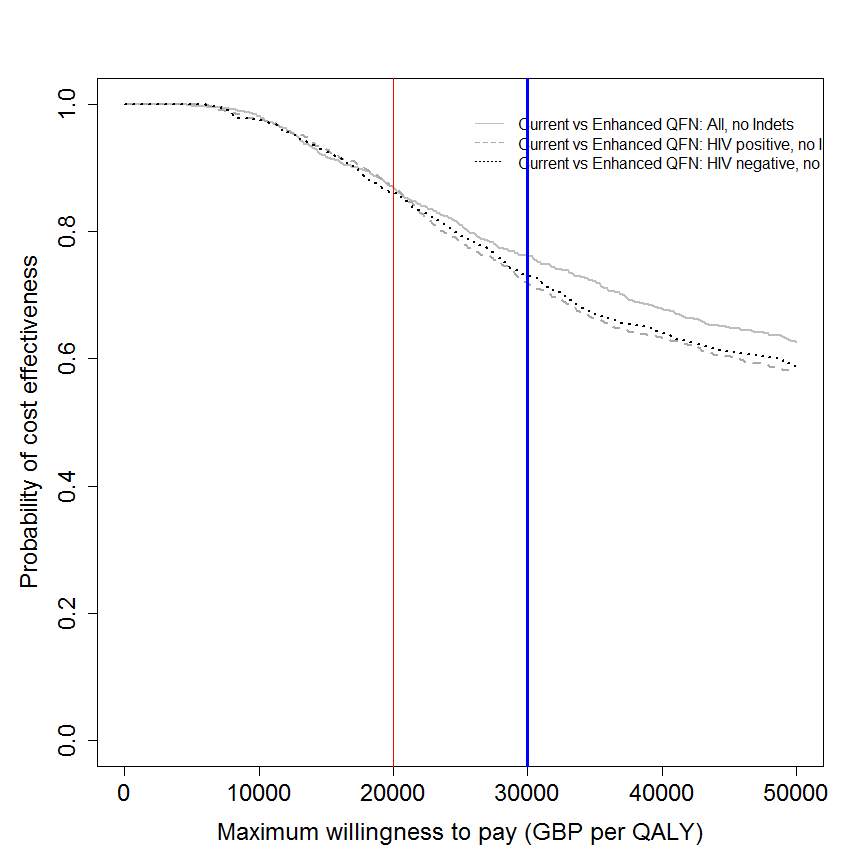 Current vs Enhanced QFN: All, no Indets
Current vs Enhanced QFN: HIV positive, no I
Current vs Enhanced QFN: HIV negative, no
Probability of cost effectiveness
1.0
0.8
0.6
0.4
0.2
0.0
0 10000 20000 30000 40000 50000
Maximum willingness to pay (GBP per QALY)